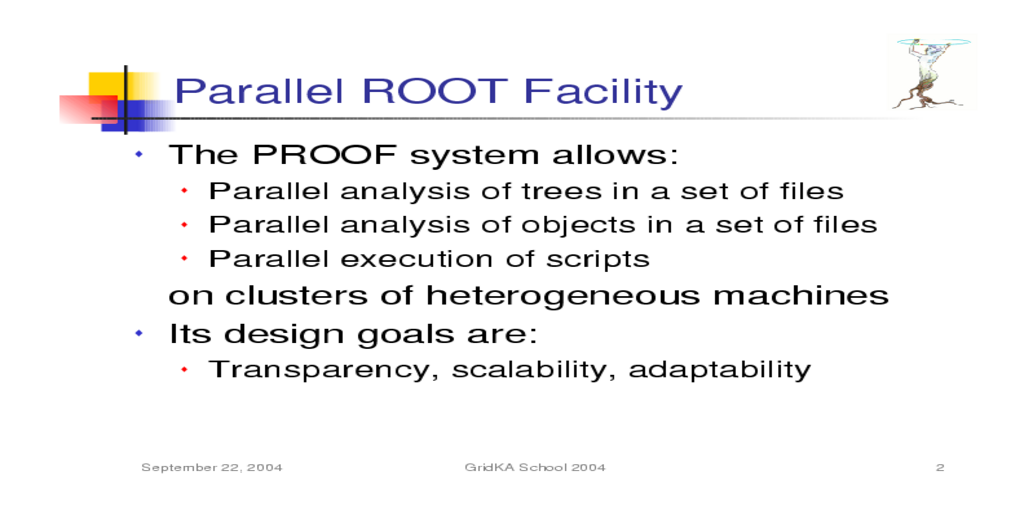 Parallel ROOT Facility
The PROOF system allows:
Parallel analysis of trees in a set of files
Parallel analysis of objects in a set of files
Parallel execution of scripts
on clusters of heterogeneous machines
Its design goals are:
Transparency, scalability, adaptability
September 22, 2004
GridKA School 2004
2